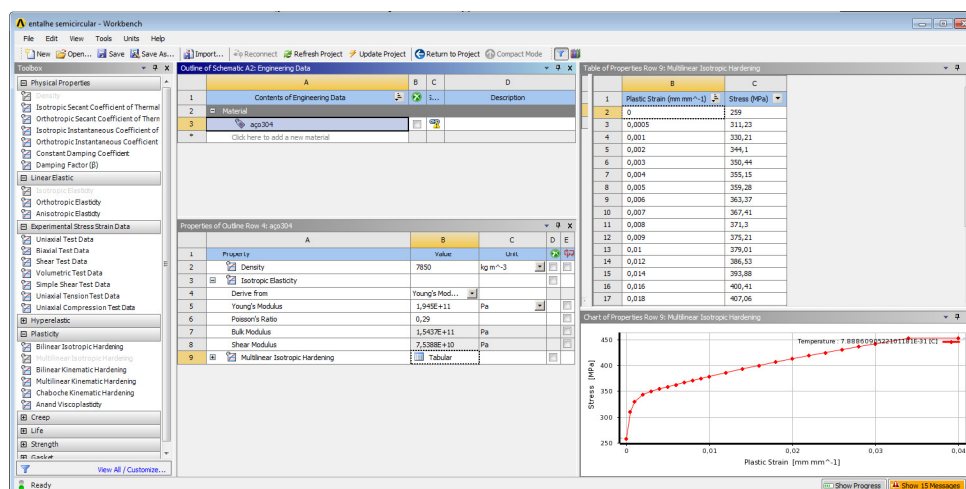 entalhe semicircular - Workbench
File Edit View Tools Units Help
New Open... Save Save As... Import... Reconnect Refresh Project Update Project Return to Project Compact Mode
Toolbox
Physical Properties
Density
Isotropic Secant Coefficient of Thermal
Orthotropic Secant Coefficient of Therm
Isotropic Instantaneous Coefficient of
Orthotropic Instantaneous Coefficient
Constant Damping Coefficient
Damping Factor (β)
Linear Elastic
Isotropic Elasticity
Orthotropic Elasticity
Anisotropic Elasticity
Experimental Stress Strain Data
Uniaxial Test Data
Biaxial Test Data
Shear Test Data
Volumetric Test Data
Simple Shear Test Data
Uniaxial Tension Test Data
Uniaxial Compression Test Data
Hyperelastic
Plasticity
Bilinear Isotropic Hardening
Multilinear Isotropic Hardening
Bilinear Kinematic Hardening
Multilinear Kinematic Hardening
Chaboche Kinematic Hardening
Anand Viscoplasticity
Creep
Life
Strength
Gasket
View All / Customize...
Outline of Schematic A2: Engineering Data
A B C D
1 Contents of Engineering Data S... Description
2 Material
3 aço304
* Click here to add a new material
Properties of Outline Row 4: aço304
A B C D E
1 Property Value Unit
2 Density 7850 kg m^-3
3 Isotropic Elasticity
4 Derive from Young's Mod...
5 Young's Modulus 1,945E+11 Pa
6 Poisson's Ratio 0,29
7 Bulk Modulus 1,5437E+11 Pa
8 Shear Modulus 7,5388E+10 Pa
9 Multilinear Isotropic Hardening Tabular
Table of Properties Row 9: Multilinear Isotropic Hardening
B C
1 Plastic Strain (mm mm^-1) Stress (MPa)
2 0 259
3 0,0005 311,23
4 0,001 330,21
5 0,002 344,1
6 0,003 350,44
7 0,004 355,15
8 0,005 359,28
9 0,006 363,37
10 0,007 367,41
11 0,008 371,3
12 0,009 375,21
13 0,01 379,01
14 0,012 386,53
15 0,014 393,88
16 0,016 400,41
17 0,018 407,06
Chart of Properties Row 9: Multilinear Isotropic Hardening
Stress [MPa]
450
400
350
300
250
0 0,01 0,02 0,03 0,04
Plastic Strain [mm mm^-1]
Ready
Show Progress Show 15 Messages